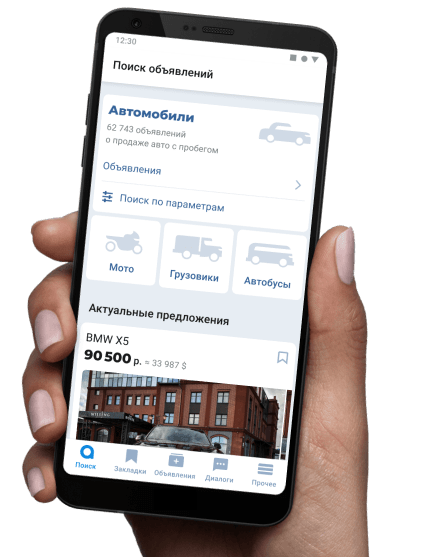 12:30
Поиск объявлений
Автомобили
62 743 объявлений
о продаже авто с пробегом
Объявления
Поиск по параметрам
Мото
Грузовики
Автобусы
Актуальные предложения
BMW X5
90 500 р. ≈ 33 987 $
Поиск
Закладки
Объявления
Диалоги
Прочее